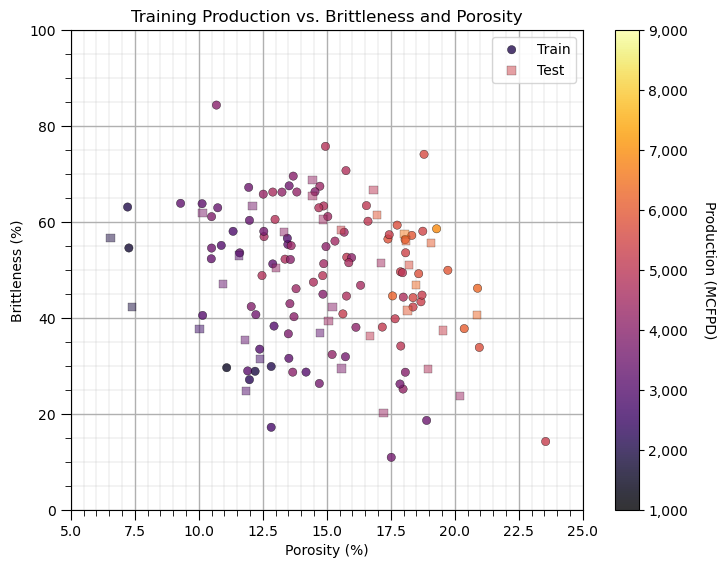 Training Production vs. Brittleness and Porosity
100
80
60
40
20
0
Brittleness (%)
5.0 7.5 10.0 12.5 15.0 17.5 20.0 22.5 25.0
Porosity (%)
Train
Test
9,000
8,000
7,000
6,000
5,000
4,000
3,000
2,000
1,000
Production (MCFPD)